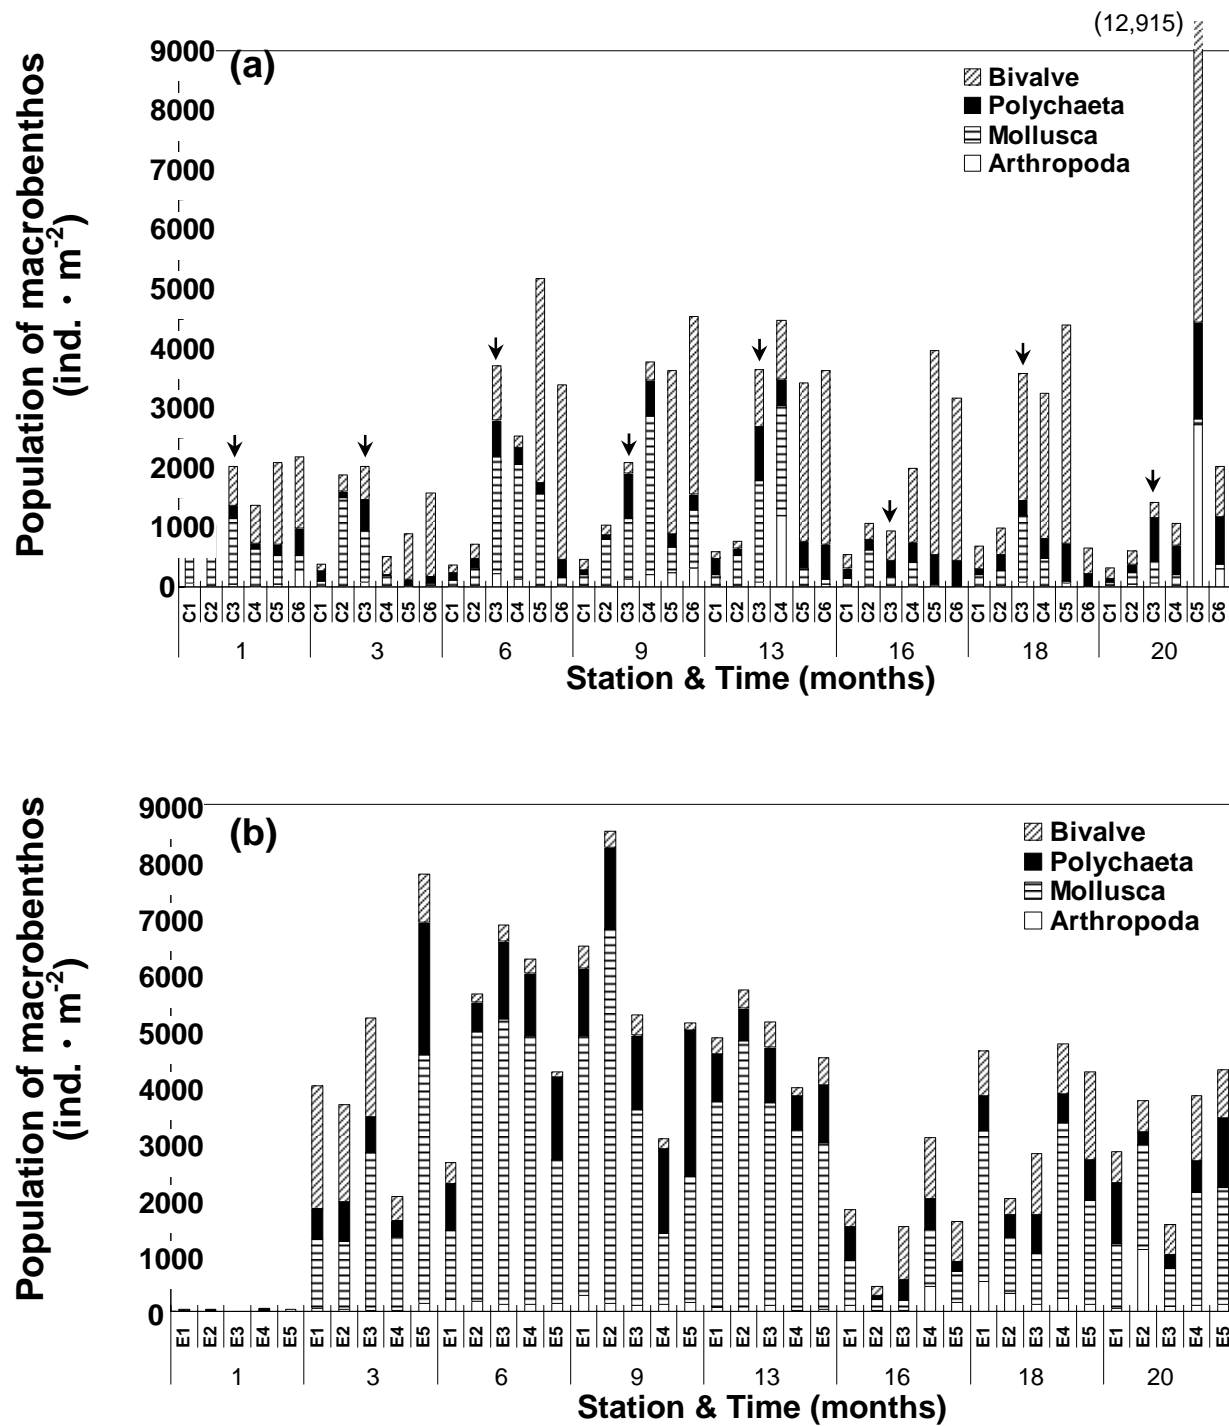 (12,915)
(a)
Population of macrobenthos
(ind.・m-2)
9000
8000
7000
6000
5000
4000
3000
2000
1000
0
Bivalve
Polychaeta
Mollusca
Arthropoda
C1 C2 C3 C4 C5 C6 C1 C2 C3 C4 C5 C6 C1 C2 C3 C4 C5 C6 C1 C2 C3 C4 C5 C6 C1 C2 C3 C4 C5 C6 C1 C2 C3 C4 C5 C6 C1 C2 C3 C4 C5 C6 C1 C2 C3 C4 C5 C6
1 3 6 9 13 16 18 20
Station & Time (months)
(b)
Population of macrobenthos
(ind.・m-2)
9000
8000
7000
6000
5000
4000
3000
2000
1000
0
Bivalve
Polychaeta
Mollusca
Arthropoda
E1 E2 E3 E4 E5 E1 E2 E3 E4 E5 E1 E2 E3 E4 E5 E1 E2 E3 E4 E5 E1 E2 E3 E4 E5 E1 E2 E3 E4 E5 E1 E2 E3 E4 E5 E1 E2 E3 E4 E5
1 3 6 9 13 16 18 20
Station & Time (months)